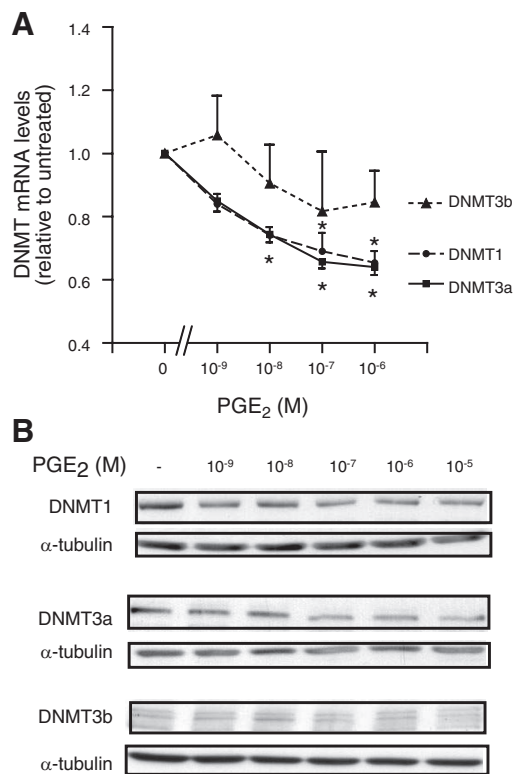 A
DNMT mRNA levels
(relative to untreated)
1.4
1.2
1.0
0.8
0.6
0.4
* * * * *
DNMT3b
DNMT1
DNMT3a
0 10⁻⁹ 10⁻⁸ 10⁻⁷ 10⁻⁶
PGE₂ (M)
B
PGE₂ (M) - 10⁻⁹ 10⁻⁸ 10⁻⁷ 10⁻⁶ 10⁻⁵
DNMT1
α-tubulin
DNMT3a
α-tubulin
DNMT3b
α-tubulin